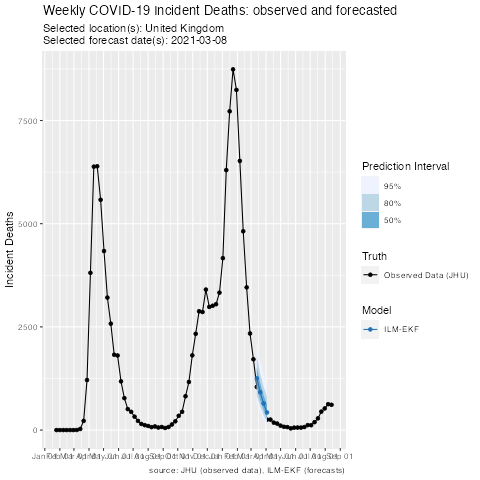 Weekly COVID-19 Incident Deaths: observed and forecasted
Selected location(s): United Kingdom
Selected forecast date(s): 2021-03-08
7500
5000
2500
0
Incident Deaths
source: JHU (observed data), ILM-EKF (forecasts)
Prediction Interval
95%
80%
50%
Truth
Observed Data (JHU)
Model
ILM-EKF